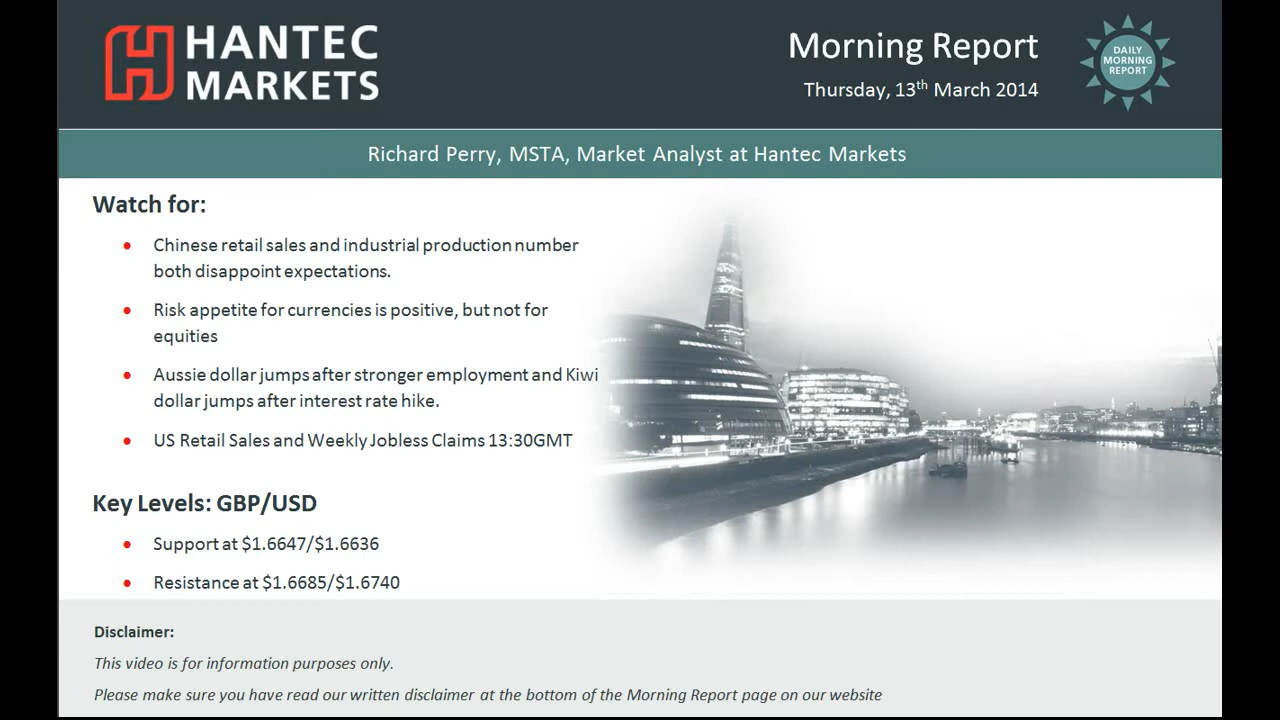 HANTEC
MARKETS
Morning Report
Thursday, 13th March 2014
DAILY
MORNING
REPORT
Richard Perry, MSTA, Market Analyst at Hantec Markets
Watch for:
• Chinese retail sales and industrial production number
both disappoint expectations.
• Risk appetite for currencies is positive, but not for
equities
• Aussie dollar jumps after stronger employment and Kiwi
dollar jumps after interest rate hike.
• US Retail Sales and Weekly Jobless Claims 13:30GMT
Key Levels: GBP/USD
• Support at $1.6647/$1.6636
• Resistance at $1.6685/$1.6740
Disclaimer:
This video is for information purposes only.
Please make sure you have read our written disclaimer at the bottom of the Morning Report page on our website